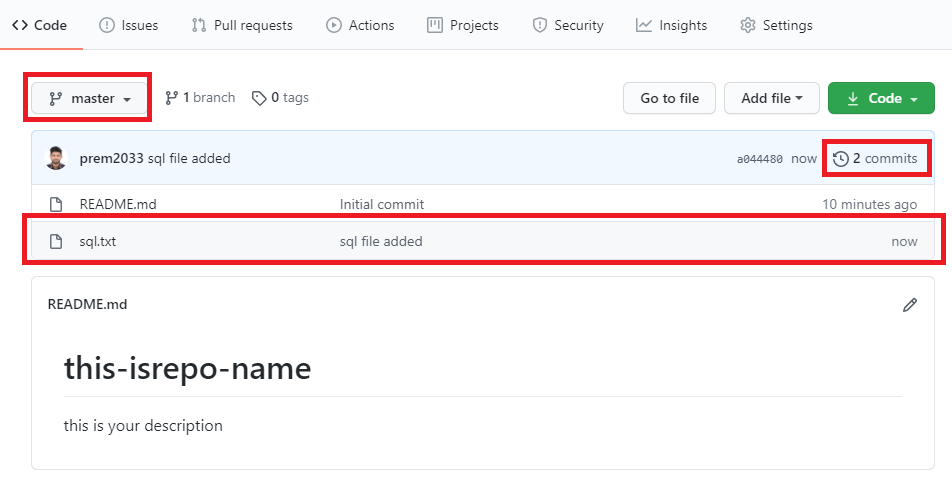 Code Issues Pull requests Actions Projects Security Insights Settings
master 1 branch 0 tags Go to file Add file Code
prem2033 sql file added a044480 now 2 commits
README.md Initial commit 10 minutes ago
sql.txt sql file added now
README.md
this-isrepo-name
this is your description